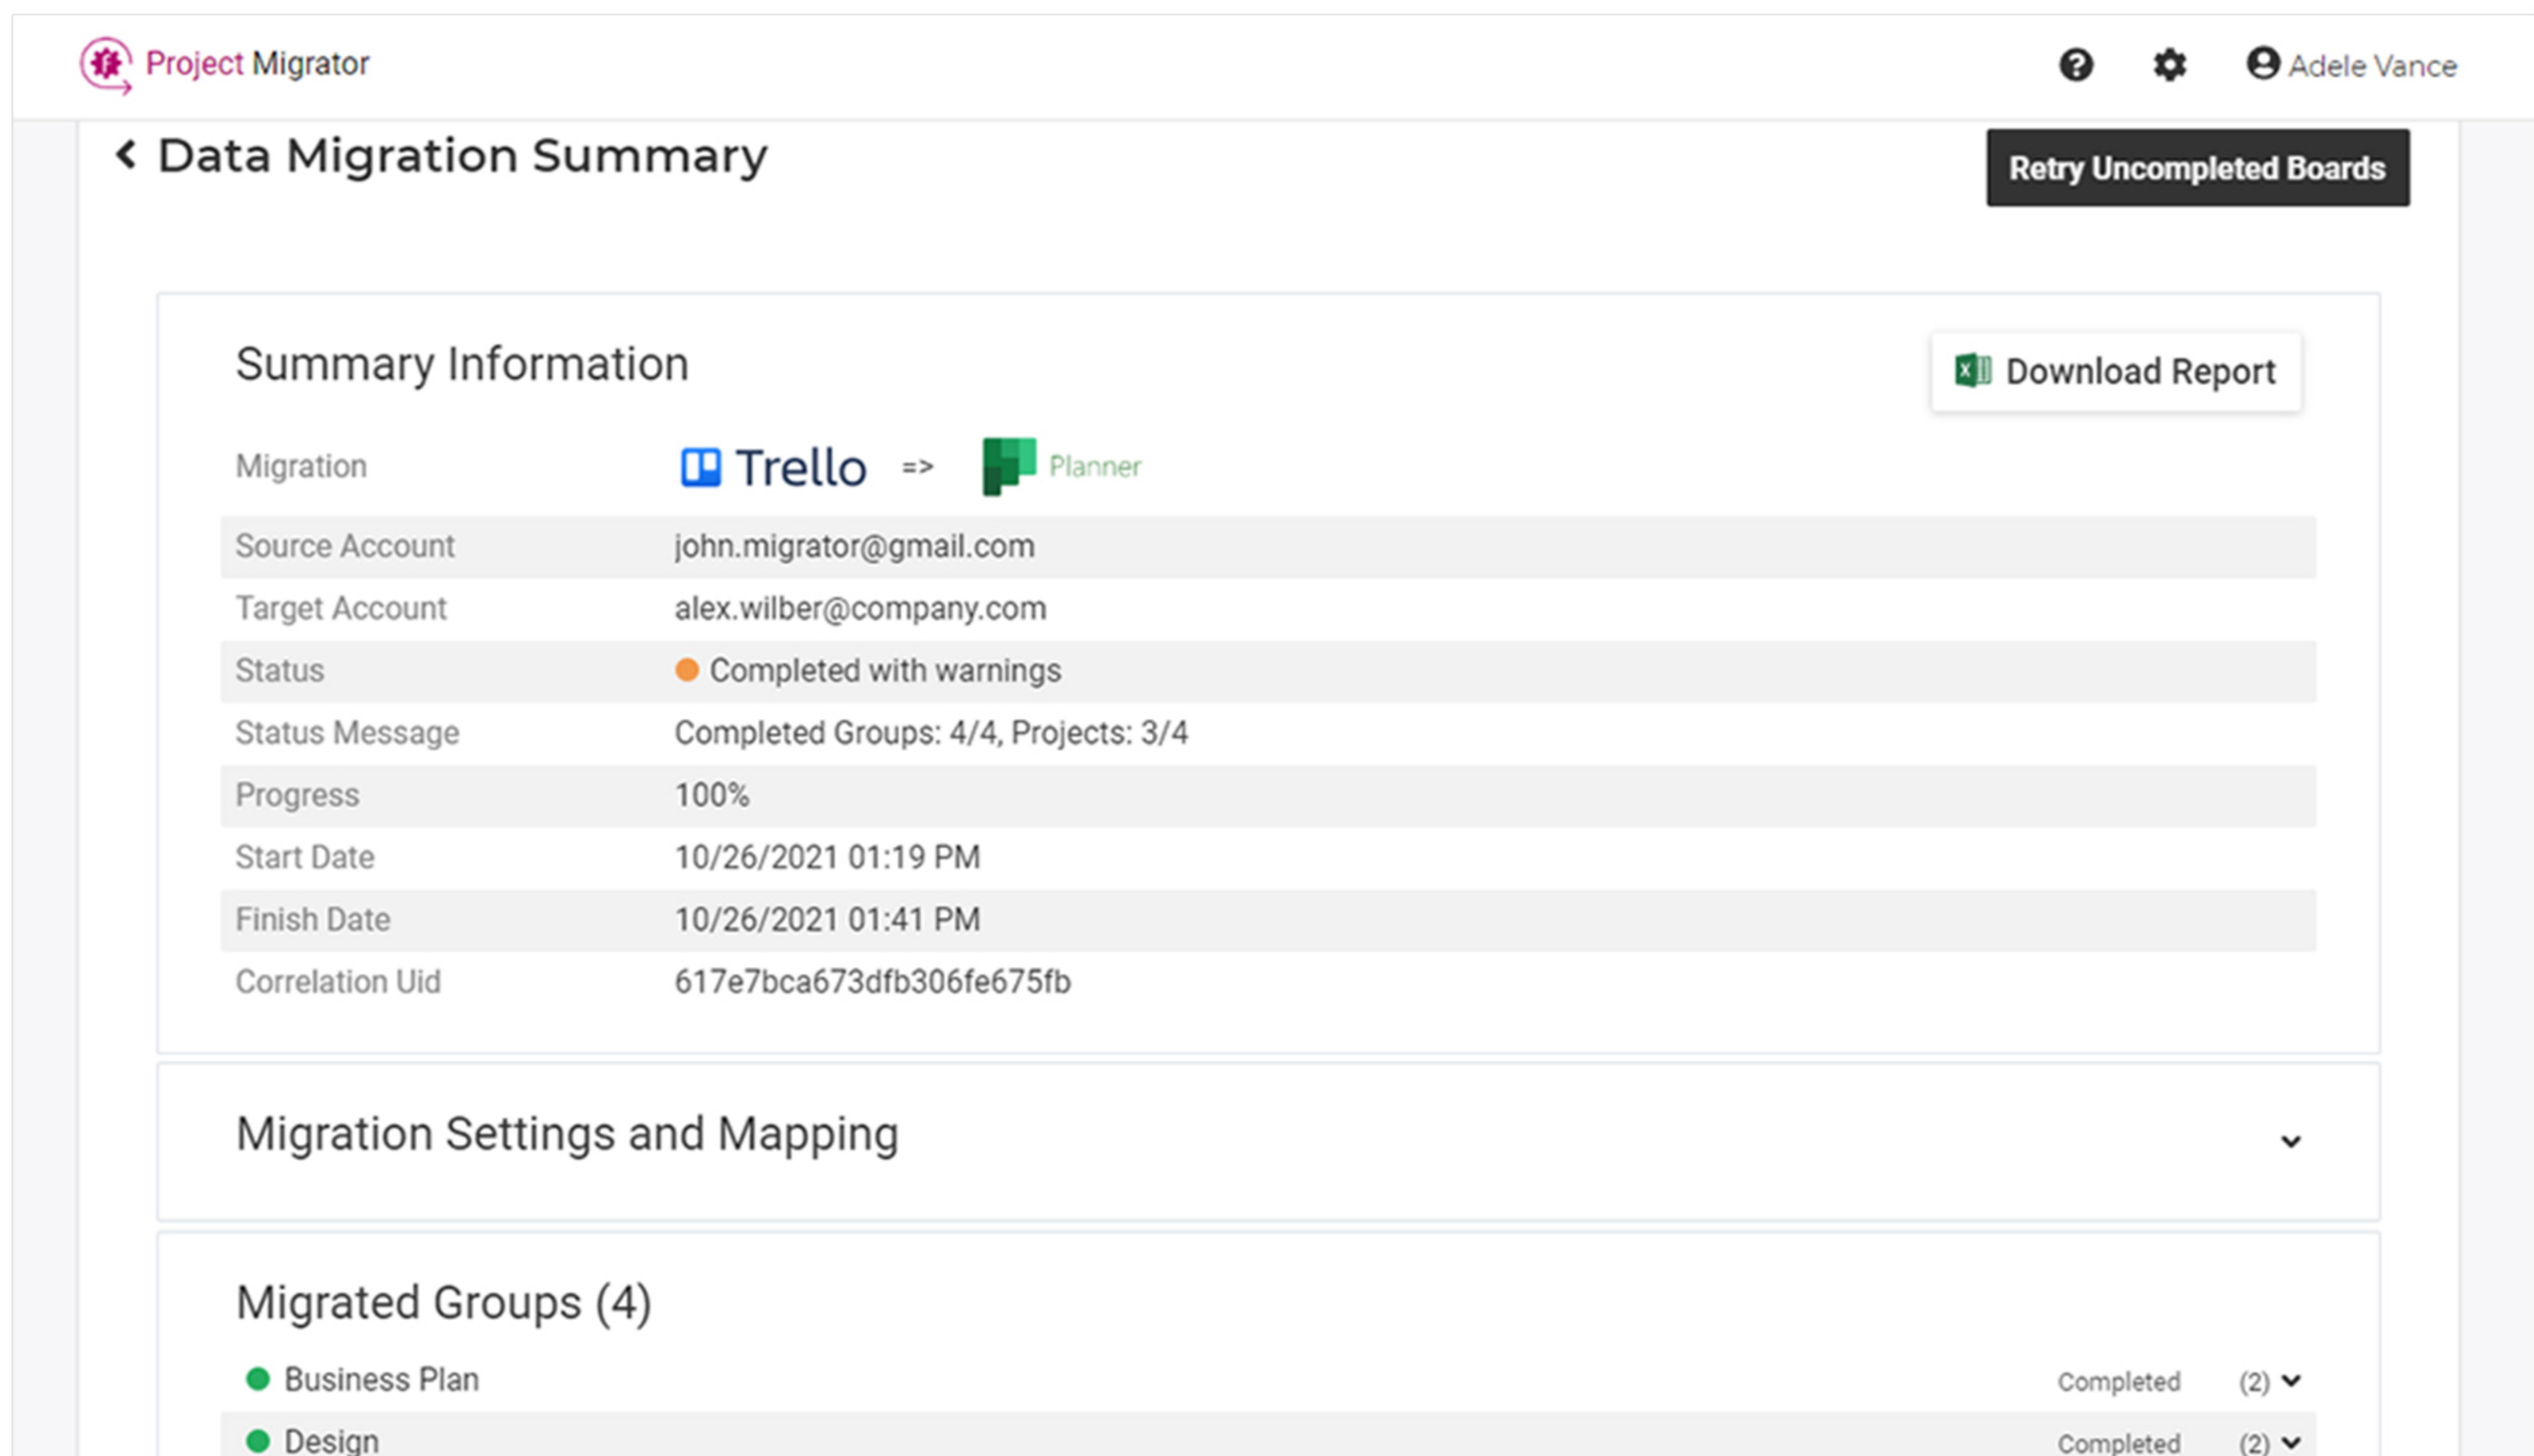 Project Migrator
Adele Vance
Data Migration Summary
Retry Uncompleted Boards
Summary Information
Download Report
Migration Trello => Planner
Source Account john.migrator@gmail.com
Target Account alex.wilber@company.com
Status Completed with warnings
Status Message Completed Groups: 4/4, Projects: 3/4
Progress 100%
Start Date 10/26/2021 01:19 PM
Finish Date 10/26/2021 01:41 PM
Correlation Uid 617e7bca673dfb306fe675fb
Migration Settings and Mapping
Migrated Groups (4)
Business Plan Completed (2)
Design Completed (2)